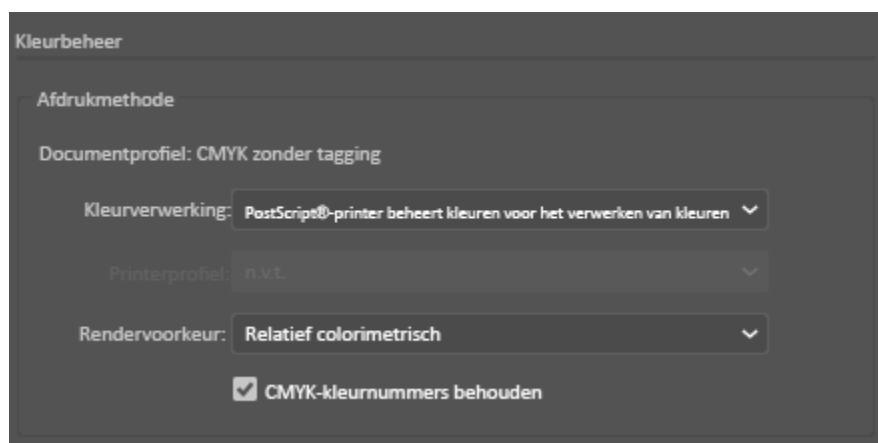 Kleurbeheer
Afdrukmethode
Documentprofiel: CMYK zonder tagging
Kleurverwerking: PostScript®-printer beheert kleuren voor het verwerken van kleuren
Printerprofiel: n.v.t.
Rendervoorkeur: Relatief colorimetrisch
CMYK-kleurnummers behouden